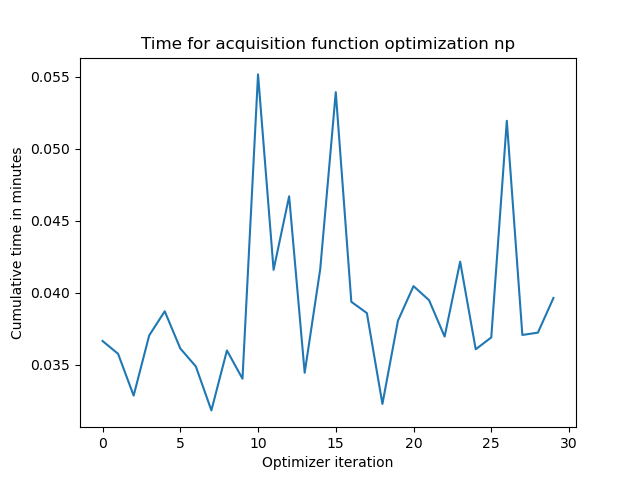 Time for acquisition function optimization np
Cumulative time in minutes
0.055
0.050
0.045
0.040
0.035
0 5 10 15 20 25 30
Optimizer iteration